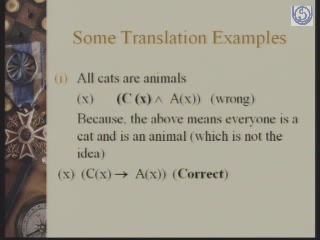 Some Translation Examples
(i) All cats are animals
(x) (C (x) ∧ A(x)) (wrong)
Because, the above means everyone is a
cat and is an animal (which is not the
idea)
(x) (C(x) → A(x)) (Correct)